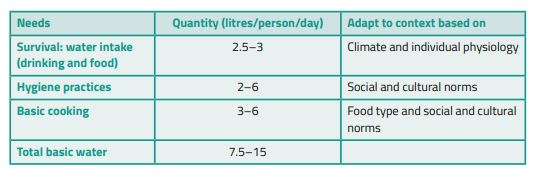 Needs Quantity (litres/person/day) Adapt to context based on
Survival: water intake 2.5–3 Climate and individual physiology
(drinking and food)
Hygiene practices 2–6 Social and cultural norms
Basic cooking 3–6 Food type and social and cultural
norms
Total basic water 7.5–15